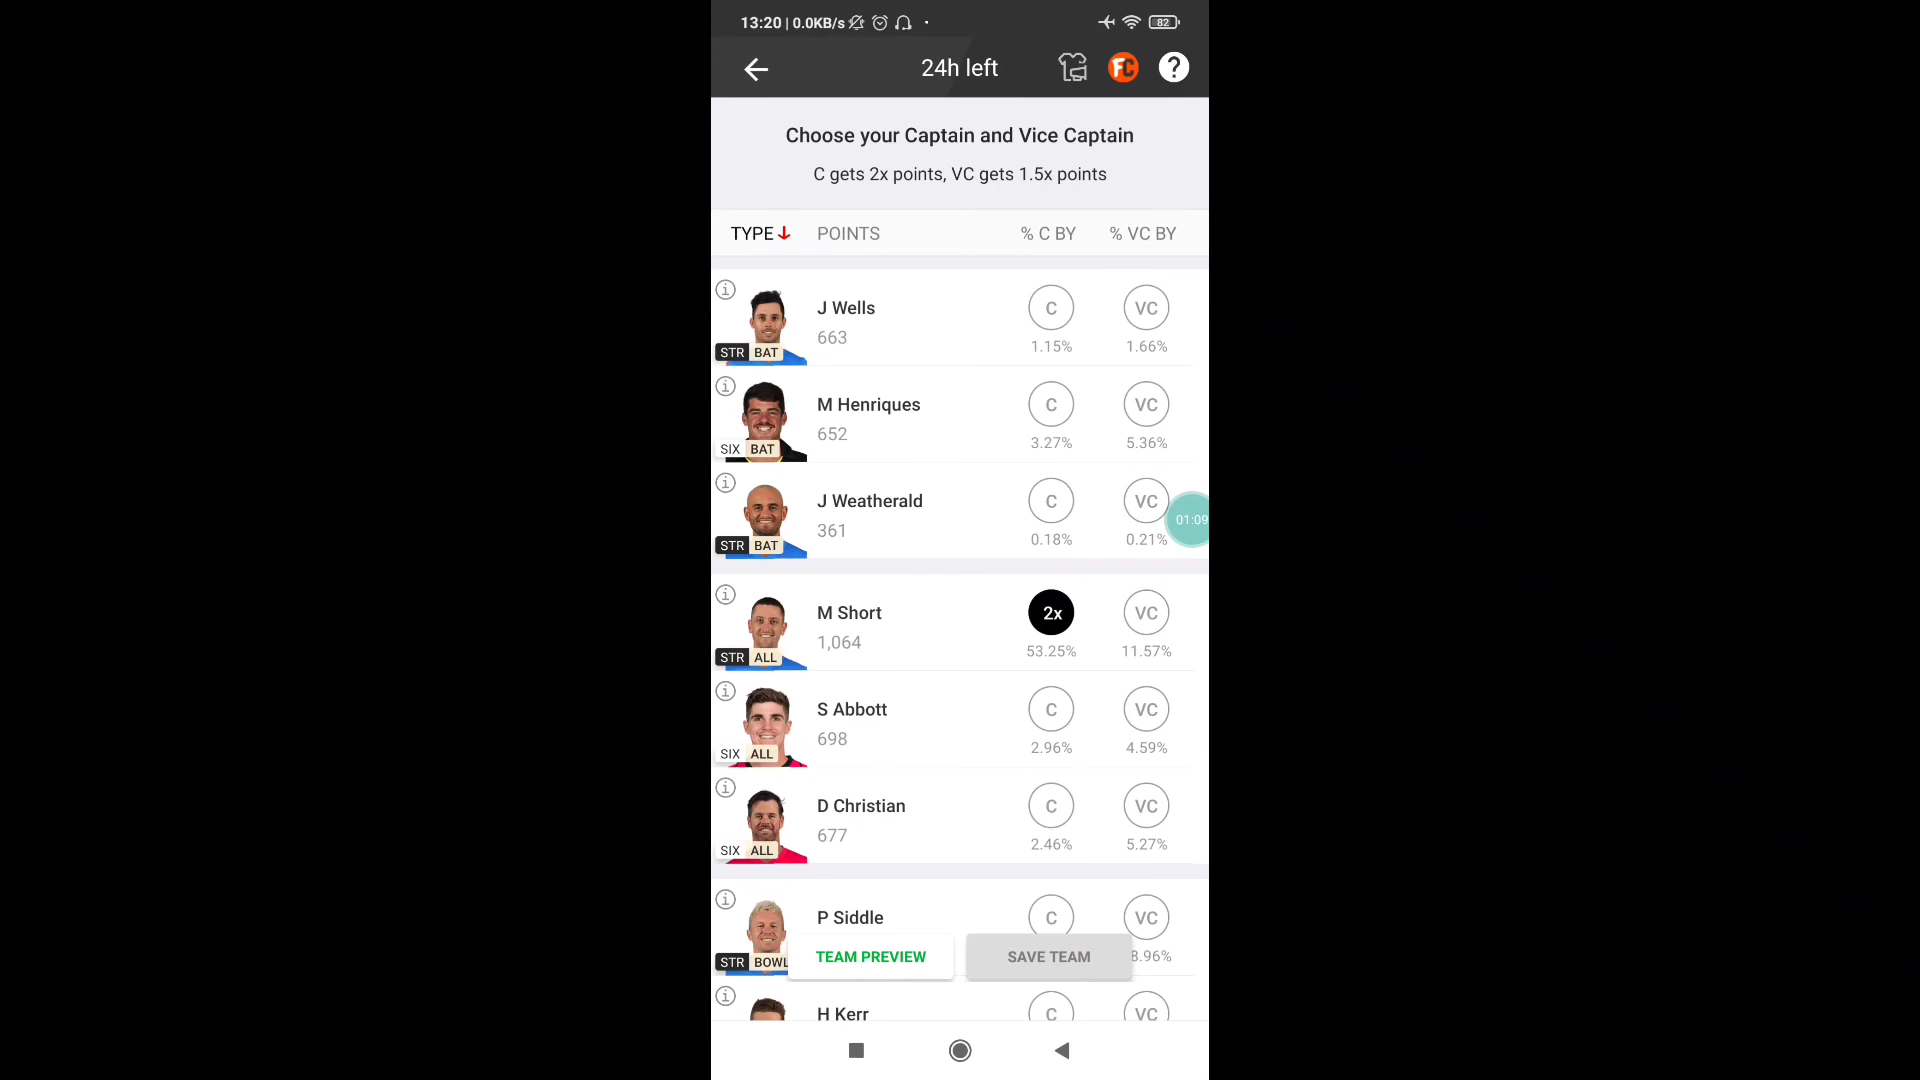 13:20 | 0.0KB/s
82
24h left
FC
?
Choose your Captain and Vice Captain
C gets 2x points, VC gets 1.5x points
TYPE POINTS % C BY % VC BY
J Wells
663
STR BAT
C
1.15%
VC
1.66%
M Henriques
652
SIX BAT
C
3.27%
VC
5.36%
J Weatherald
361
STR BAT
C
0.18%
VC
0.21%
01:09
M Short
1,064
STR ALL
2x
53.25%
VC
11.57%
S Abbott
698
SIX ALL
C
2.96%
VC
4.59%
D Christian
677
SIX ALL
C
2.46%
VC
5.27%
P Siddle
STR BOWL
C
VC
8.96%
TEAM PREVIEW
SAVE TEAM
H Kerr
C
VC